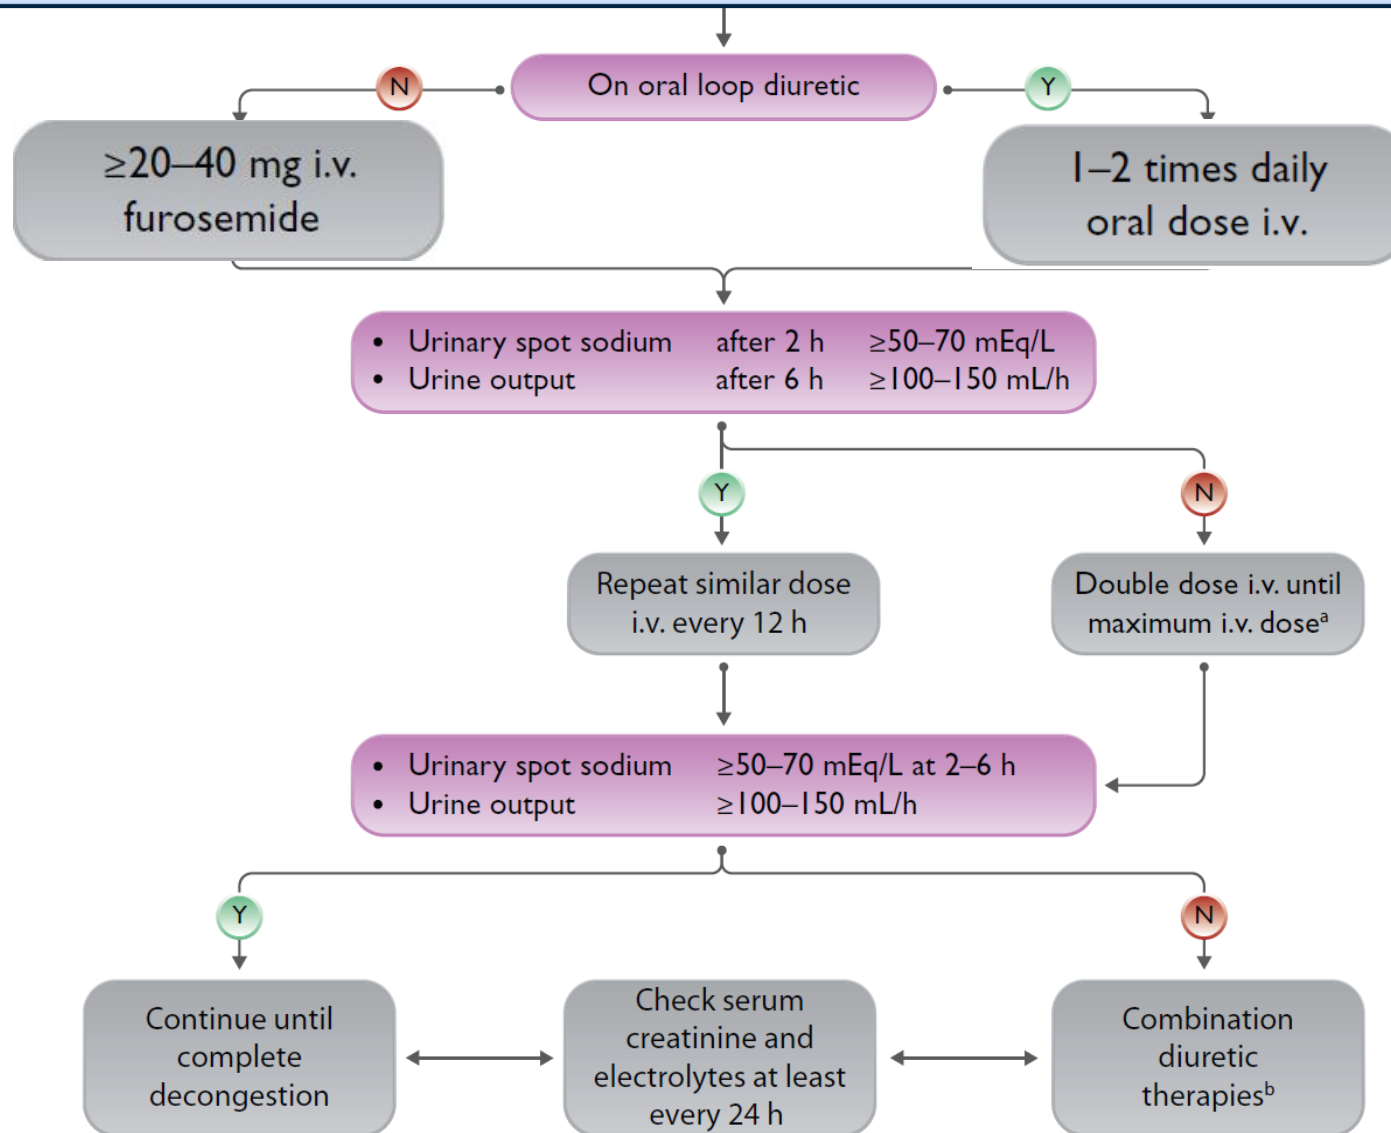 On oral loop diuretic
N
Y
≥20–40 mg i.v.
furosemide
1–2 times daily
oral dose i.v.
• Urinary spot sodium after 2 h ≥50–70 mEq/L
• Urine output after 6 h ≥100–150 mL/h
Y
N
Repeat similar dose
i.v. every 12 h
Double dose i.v. until
maximum i.v. doseᵃ
• Urinary spot sodium ≥50–70 mEq/L at 2–6 h
• Urine output ≥100–150 mL/h
Y
N
Continue until
complete
decongestion
Check serum
creatinine and
electrolytes at least
every 24 h
Combination
diuretic
therapiesᵇ